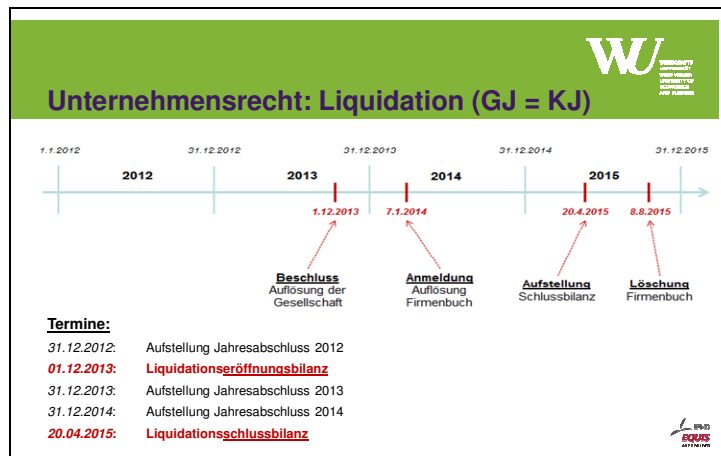 WU
Unternehmensrecht: Liquidation (GJ = KJ)
1.1.2012 31.12.2012 31.12.2013 31.12.2014 31.12.2015
2012 2013 2014 2015
1.12.2013 7.1.2014 20.4.2015 8.8.2015
Beschluss
Auflösung der
Gesellschaft
Anmeldung
Auflösung
Firmenbuch
Aufstellung
Schlussbilanz
Löschung
Firmenbuch
Termine:
31.12.2012: Aufstellung Jahresabschluss 2012
01.12.2013: Liquidationseröffnungsbilanz
31.12.2013: Aufstellung Jahresabschluss 2013
31.12.2014: Aufstellung Jahresabschluss 2014
20.04.2015: Liquidationsschlussbilanz
EQUIS